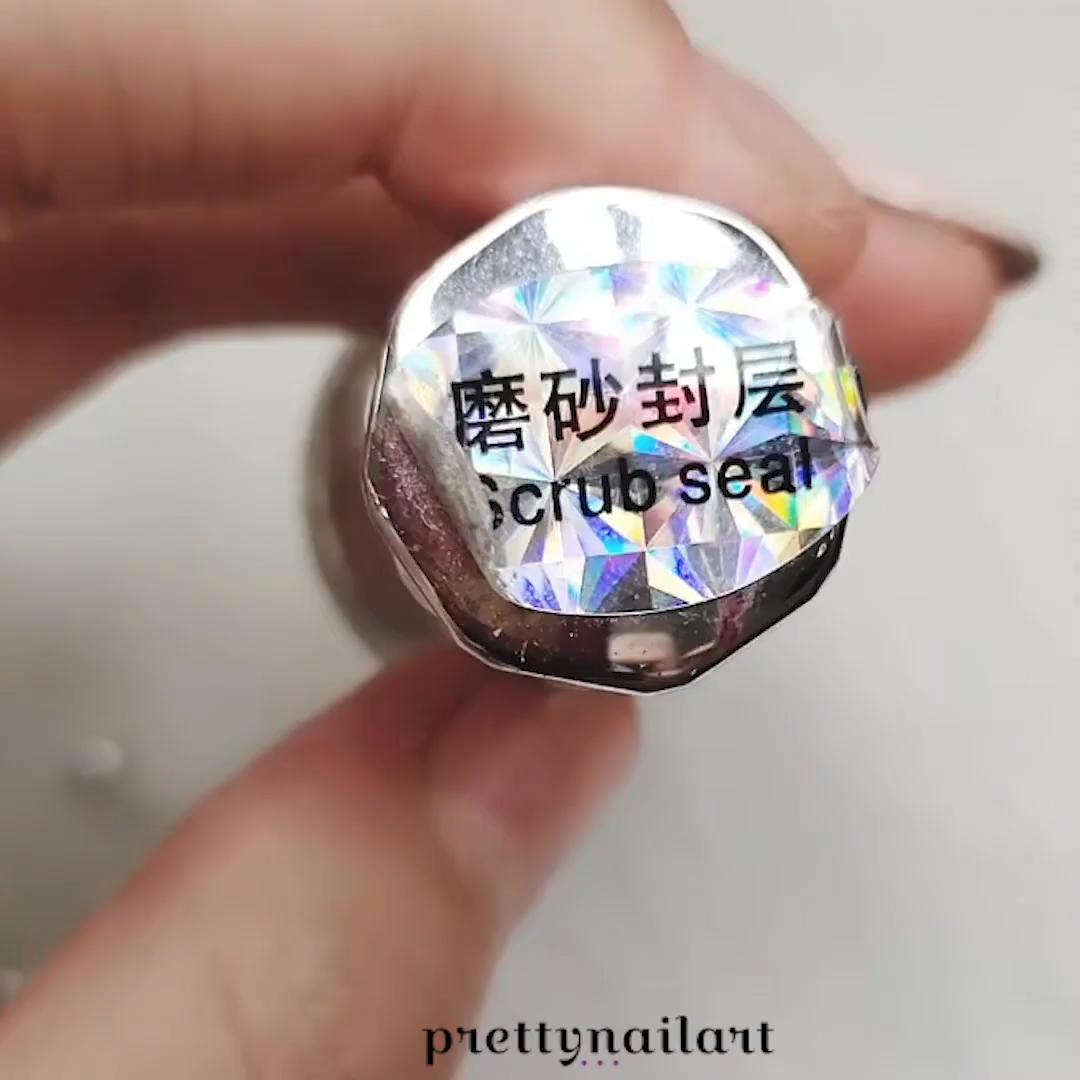 磨砂封层
Scrub seal
prettynailart